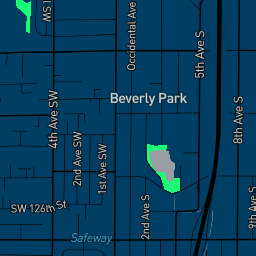 SW
Occidental Ave
5th Ave S
Beverly Park
8th Ave S
4th Ave SW
2nd Ave SW
1st Ave SW
SW 126th St
2nd Ave S
9th Ave S
Safeway